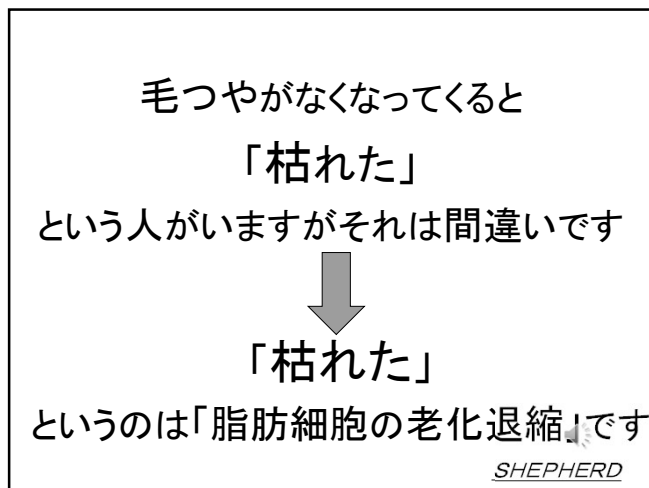 毛つやがなくなってくると
「枯れた」
という人がいますがそれは間違いです
「枯れた」
というのは「脂肪細胞の老化退縮」です
SHEPHERD